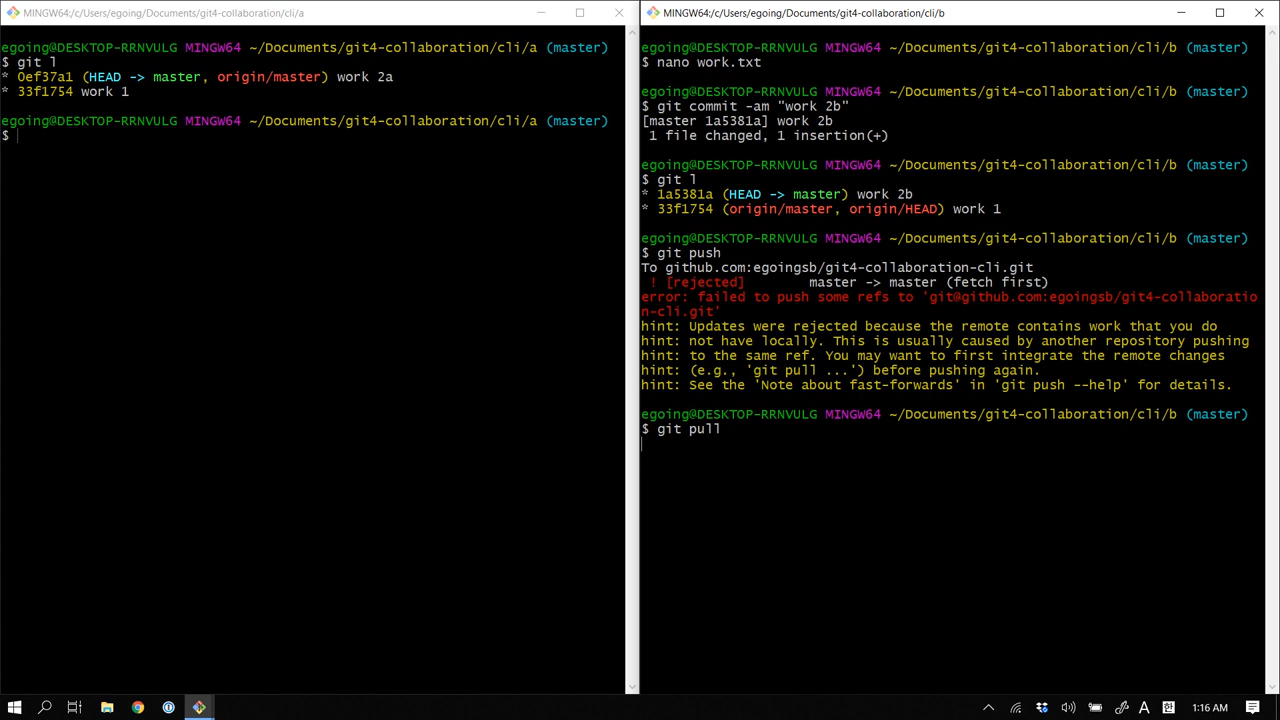 MINGW64:/c/Users/egoing/Documents/git4-collaboration/cli/a
egoing@DESKTOP-RRNVULG MINGW64 ~/Documents/git4-collaboration/cli/a (master)
$ git l
* 0ef37a1 (HEAD -> master, origin/master) work 2a
* 33f1754 work 1
egoing@DESKTOP-RRNVULG MINGW64 ~/Documents/git4-collaboration/cli/a (master)
$
MINGW64:/c/Users/egoing/Documents/git4-collaboration/cli/b
egoing@DESKTOP-RRNVULG MINGW64 ~/Documents/git4-collaboration/cli/b (master)
$ nano work.txt
egoing@DESKTOP-RRNVULG MINGW64 ~/Documents/git4-collaboration/cli/b (master)
$ git commit -am "work 2b"
[master 1a5381a] work 2b
1 file changed, 1 insertion(+)
egoing@DESKTOP-RRNVULG MINGW64 ~/Documents/git4-collaboration/cli/b (master)
$ git l
* 1a5381a (HEAD -> master) work 2b
* 33f1754 (origin/master, origin/HEAD) work 1
egoing@DESKTOP-RRNVULG MINGW64 ~/Documents/git4-collaboration/cli/b (master)
$ git push
To github.com:egoingsb/git4-collaboration-cli.git
! [rejected] master -> master (fetch first)
error: failed to push some refs to 'git@github.com:egoingsb/git4-collaboratio
n-cli.git'
hint: Updates were rejected because the remote contains work that you do
hint: not have locally. This is usually caused by another repository pushing
hint: to the same ref. You may want to first integrate the remote changes
hint: (e.g., 'git pull ...') before pushing again.
hint: See the 'Note about fast-forwards' in 'git push --help' for details.
egoing@DESKTOP-RRNVULG MINGW64 ~/Documents/git4-collaboration/cli/b (master)
$ git pull
A 한 1:16 AM